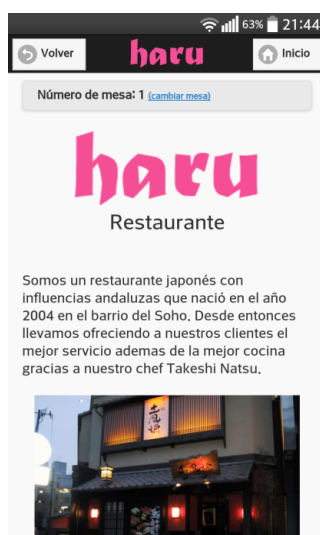 63% 21:44
Volver haru Inicio
Número de mesa: 1 (cambiar mesa)
haru
Restaurante
Somos un restaurante japonés con
influencias andaluzas que nació en el año
2004 en el barrio del Soho. Desde entonces
llevamos ofreciendo a nuestros clientes el
mejor servicio ademas de la mejor cocina
gracias a nuestro chef Takeshi Natsu.